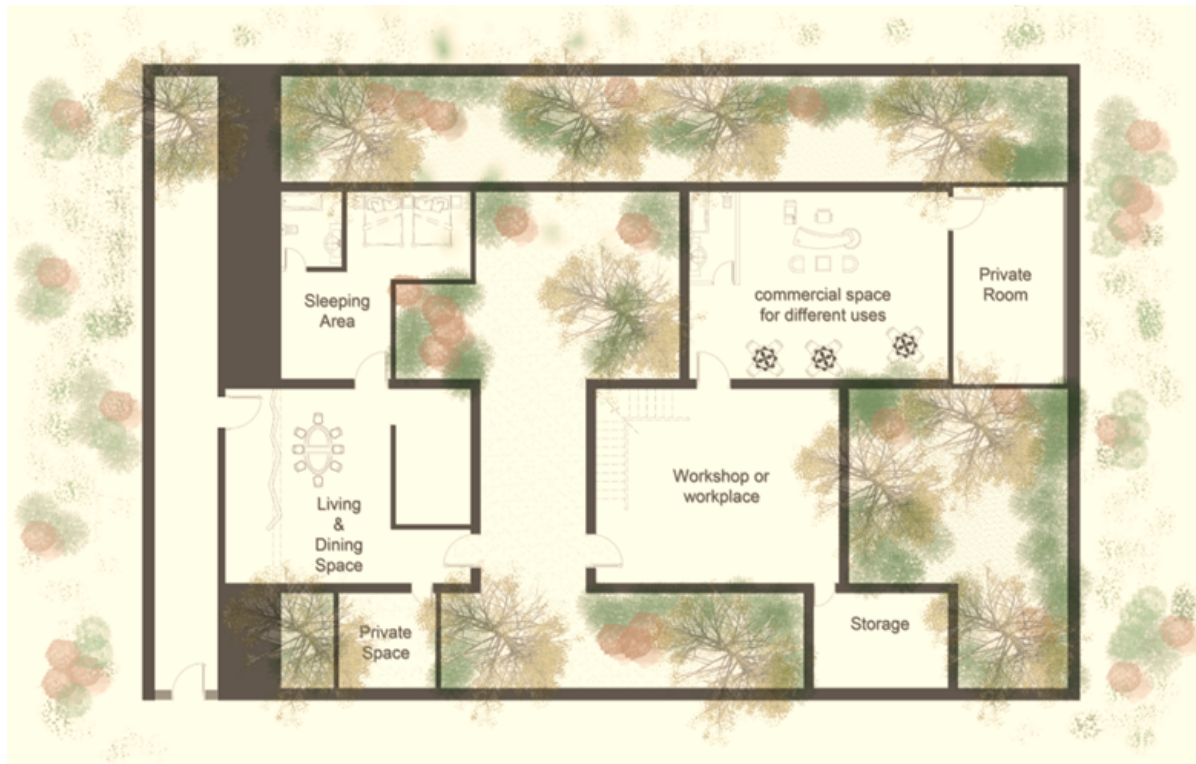 Sleeping
Area
commercial space
for different uses
Private
Room
Living
&
Dining
Space
Workshop or
workplace
Private
Space
Storage